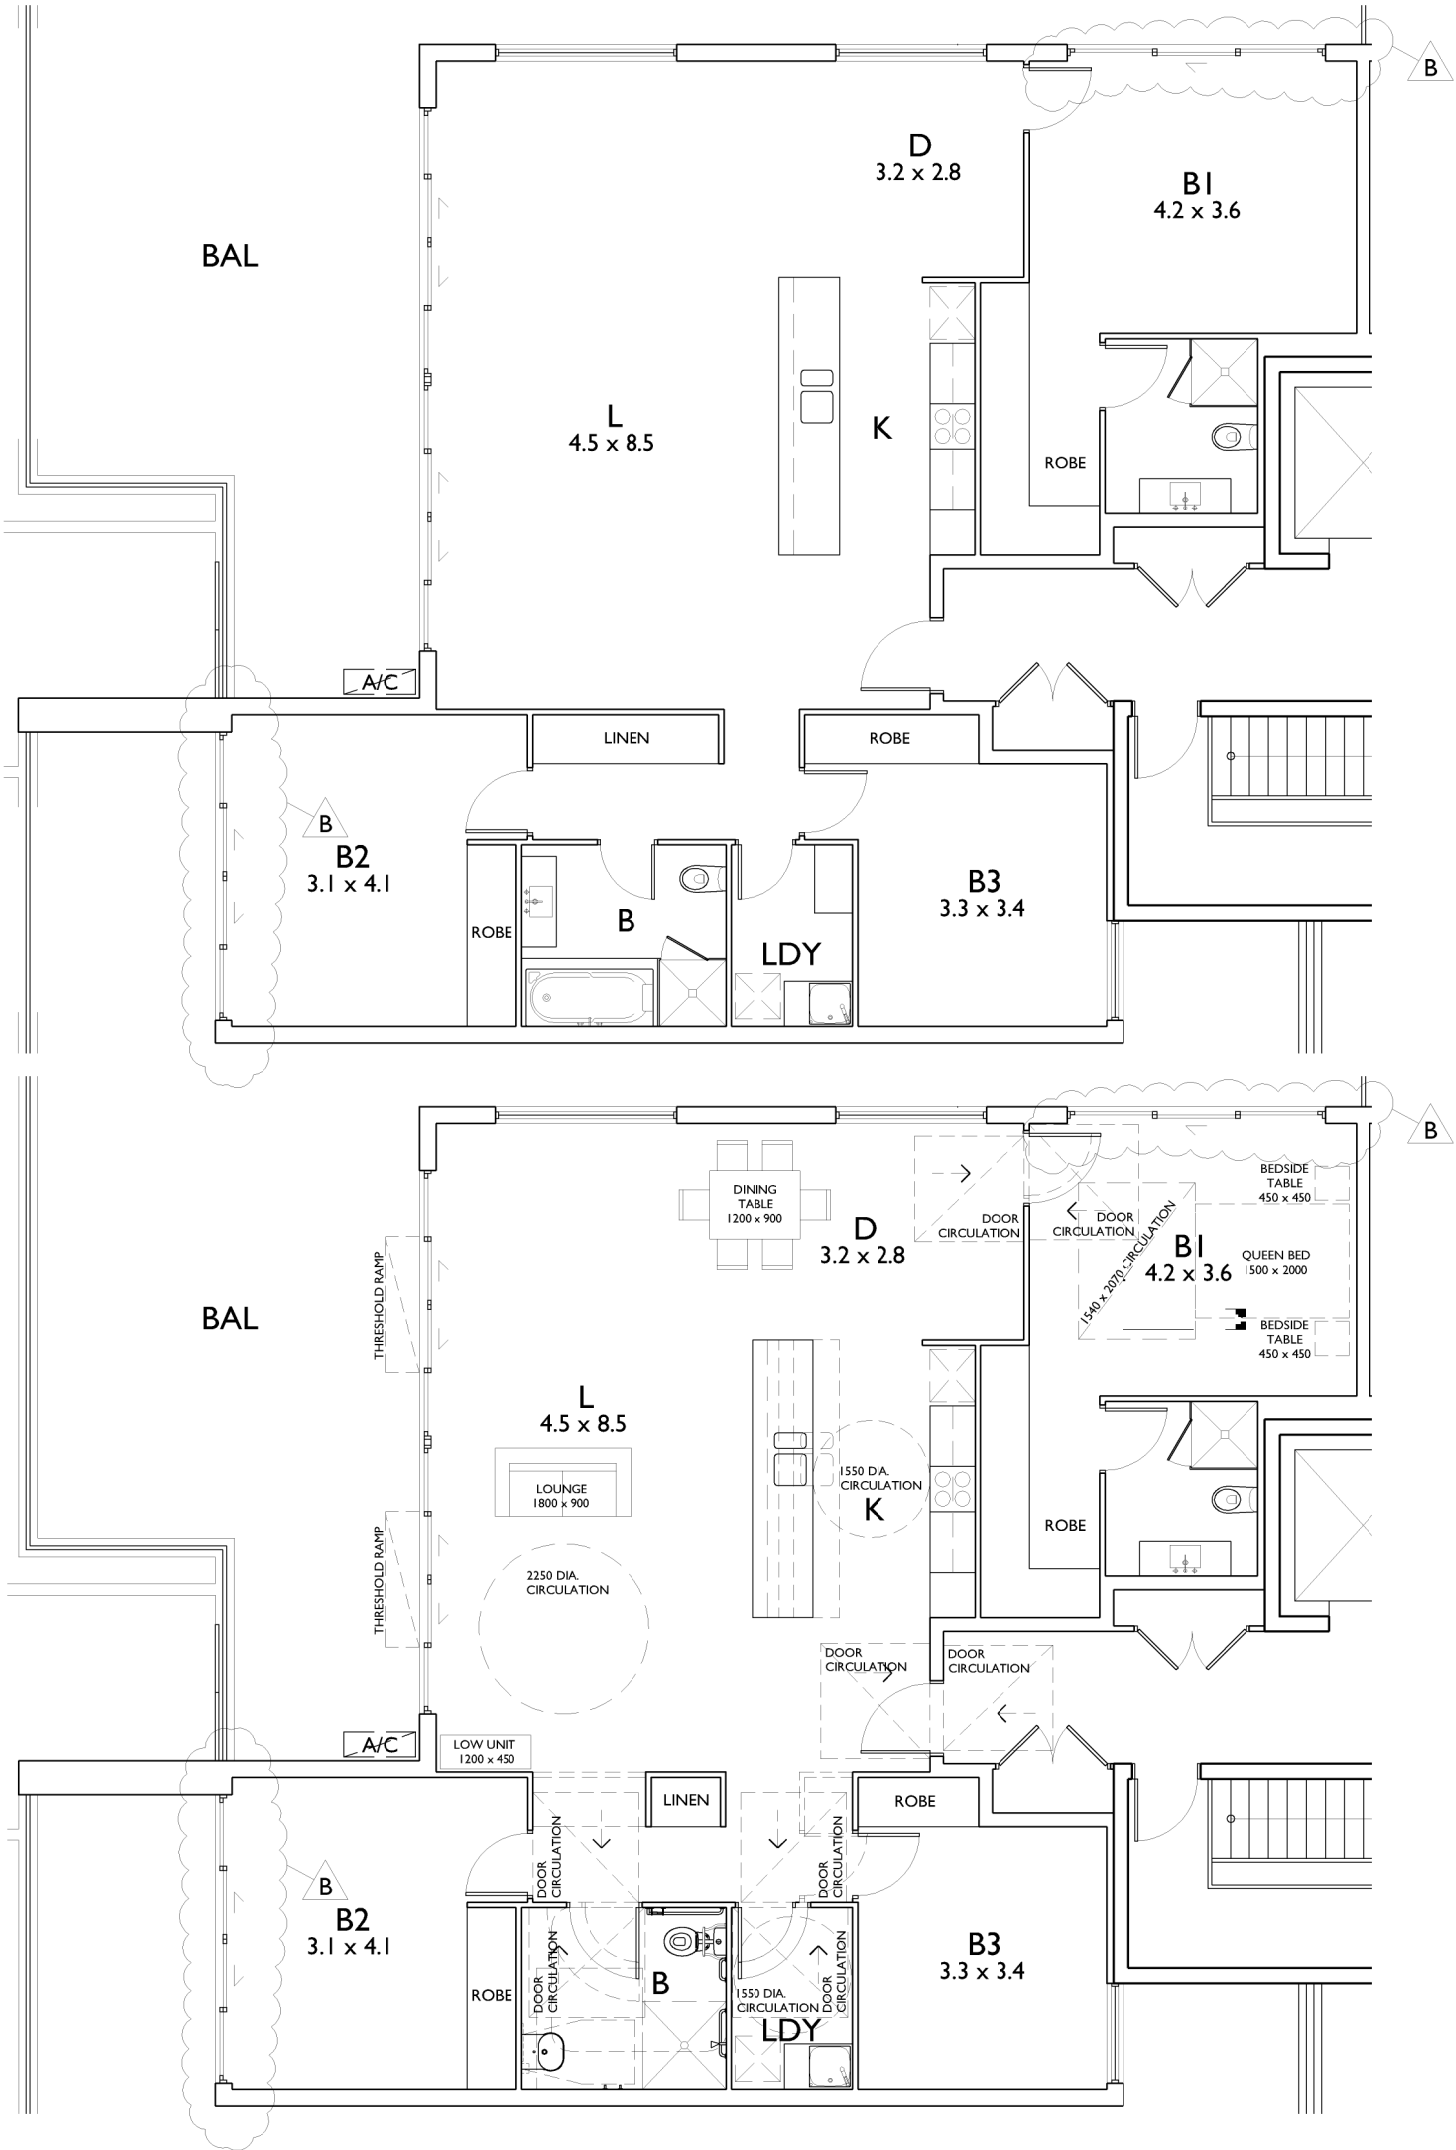 B
D
3.2 x 2.8
B1
4.2 x 3.6
BAL
L
4.5 x 8.5
K
ROBE
A/C
LINEN
ROBE
B
B2
3.1 x 4.1
B3
3.3 x 3.4
ROBE
B
LDY
B
DINING
TABLE
1200 x 900
BEDSIDE
TABLE
450 x 450
DOOR
CIRCULATION
DOOR
CIRCULATION
D
3.2 x 2.8
1540 x 2070 CIRCULATION
B1
4.2 x 3.6
QUEEN BED
1500 x 2000
BEDSIDE
TABLE
450 x 450
THRESHOLD RAMP
BAL
L
4.5 x 8.5
1550 DIA.
CIRCULATION
K
LOUNGE
1800 x 900
ROBE
THRESHOLD RAMP
2250 DIA.
CIRCULATION
DOOR
CIRCULATION
DOOR
CIRCULATION
A/C
LOW UNIT
1200 x 450
LINEN
ROBE
DOOR
CIRCULATION
DOOR
CIRCULATION
B
B2
3.1 x 4.1
B3
3.3 x 3.4
DOOR
CIRCULATION
B
DOOR
CIRCULATION
ROBE
1550 DIA.
CIRCULATION
LDY